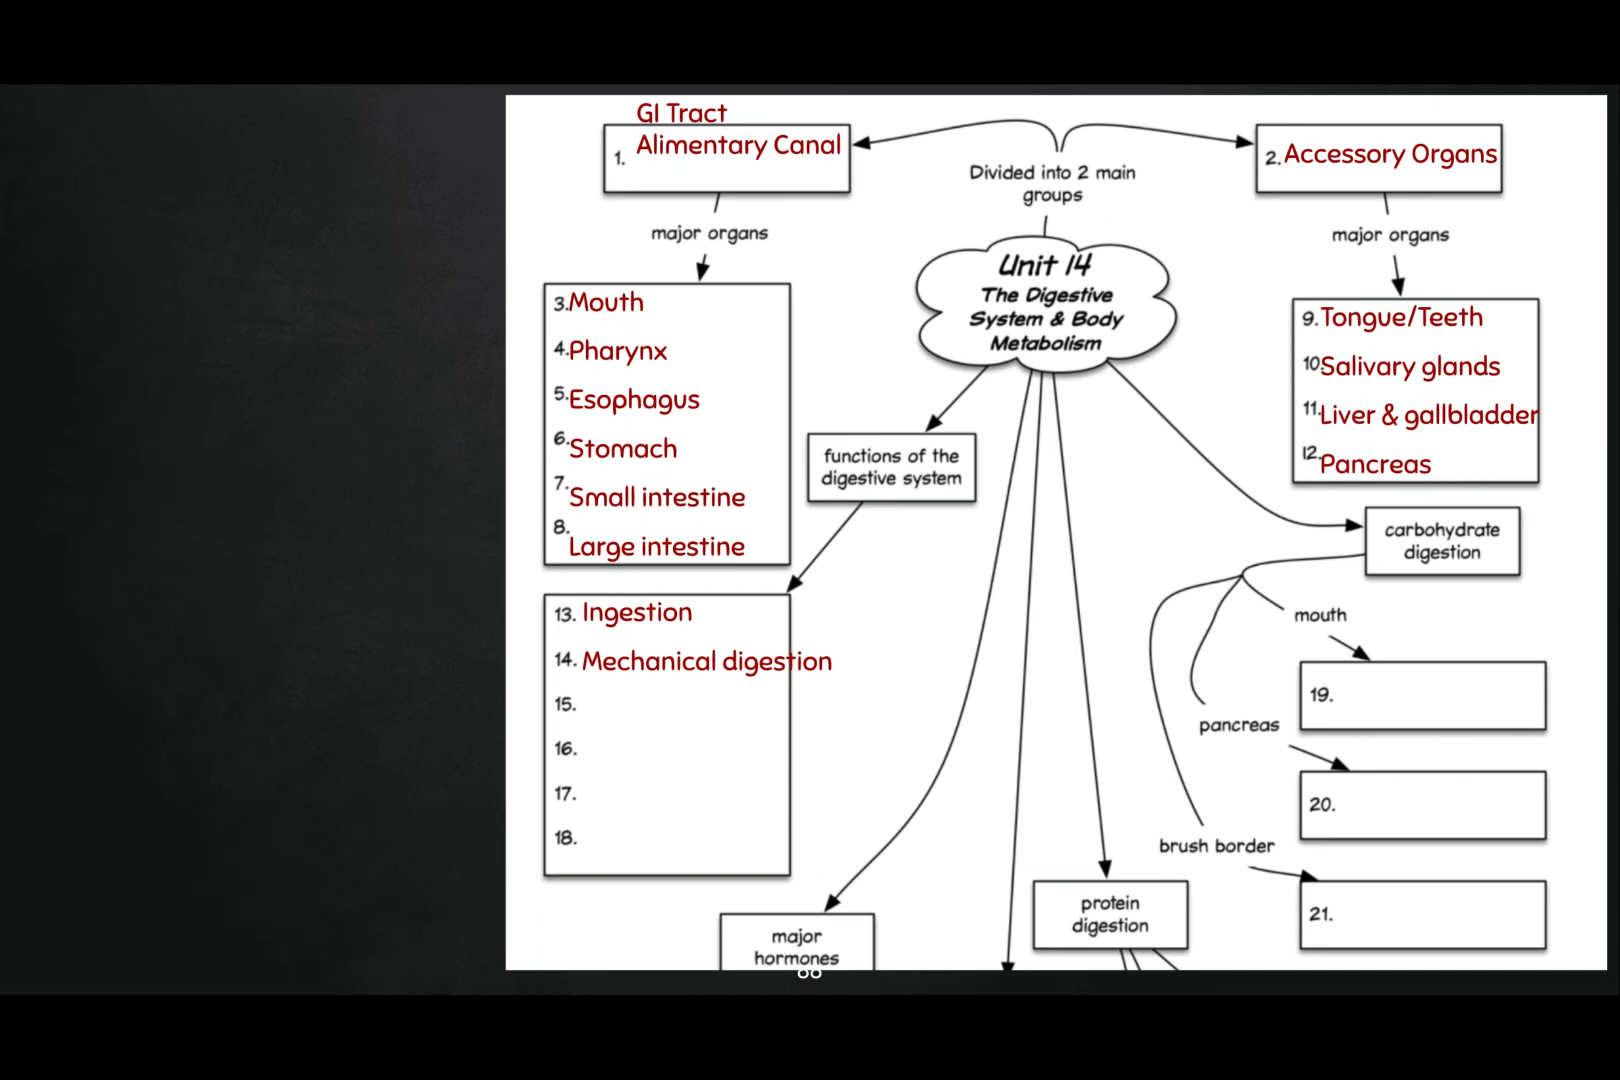 GI Tract
Alimentary Canal
1.
Divided into 2 main
groups
2. Accessory Organs
major organs
major organs
Unit 14
The Digestive
System & Body
Metabolism
3. Mouth
4. Pharynx
5. Esophagus
6. Stomach
7. Small intestine
8. Large intestine
9. Tongue/Teeth
10. Salivary glands
11. Liver & gallbladder
12. Pancreas
functions of the
digestive system
carbohydrate
digestion
13. Ingestion
14. Mechanical digestion
15.
16.
17.
18.
mouth
19.
pancreas
20.
brush border
21.
protein
digestion
major
hormones